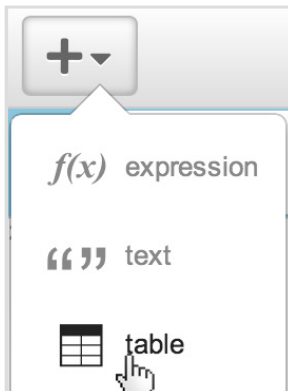 f(x) expression
“ ” text
table